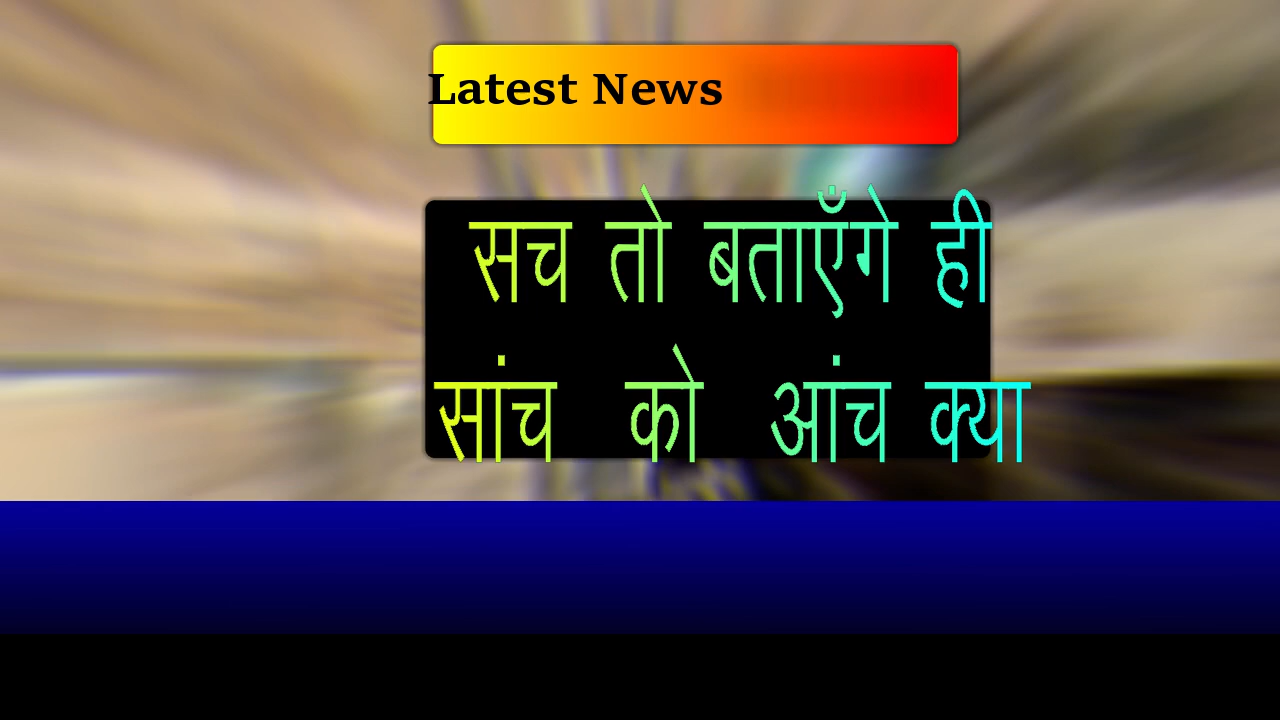 Latest News
सच तो बताएँगे ही
सांच को आंच क्या